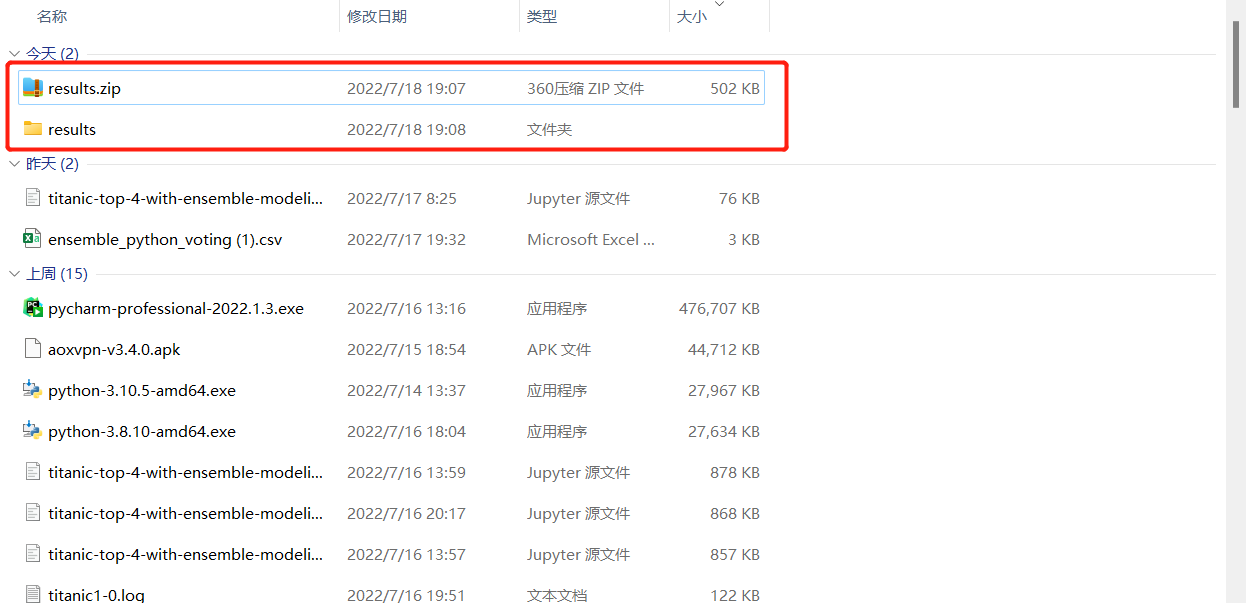 名称 修改日期 类型 大小
今天 (2)
results.zip 2022/7/18 19:07 360压缩 ZIP 文件 502 KB
results 2022/7/18 19:08 文件夹
昨天 (2)
titanic-top-4-with-ensemble-modeli... 2022/7/17 8:25 Jupyter 源文件 76 KB
ensemble_python_voting (1).csv 2022/7/17 19:32 Microsoft Excel ... 3 KB
上周 (15)
pycharm-professional-2022.1.3.exe 2022/7/16 13:16 应用程序 476,707 KB
aoxvpn-v3.4.0.apk 2022/7/15 18:54 APK 文件 44,712 KB
python-3.10.5-amd64.exe 2022/7/14 13:37 应用程序 27,967 KB
python-3.8.10-amd64.exe 2022/7/16 18:04 应用程序 27,634 KB
titanic-top-4-with-ensemble-modeli... 2022/7/16 13:59 Jupyter 源文件 878 KB
titanic-top-4-with-ensemble-modeli... 2022/7/16 20:17 Jupyter 源文件 868 KB
titanic-top-4-with-ensemble-modeli... 2022/7/16 13:57 Jupyter 源文件 857 KB
titanic1-0.log 2022/7/16 19:51 文本文档 122 KB